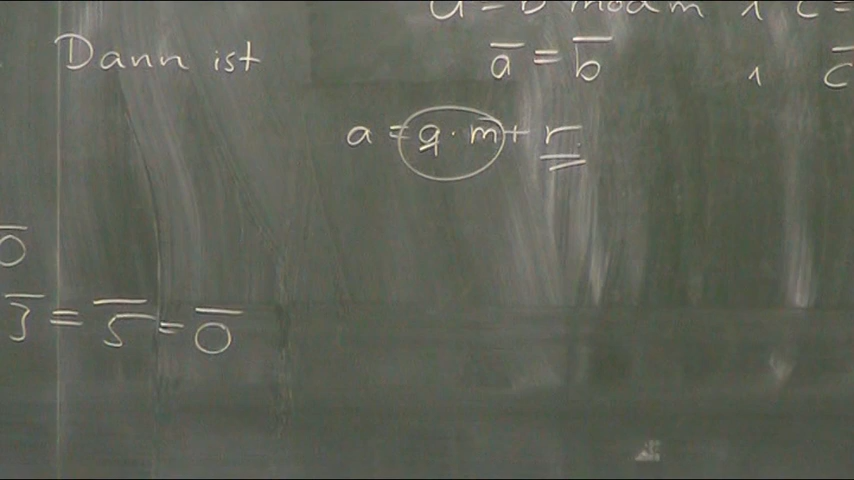 a = b mod m ∧ c =
Dann ist
a̅ = b̅ ∧ c̅
a = q · m + r
0̅
3̅ = 5̅ = 0̅